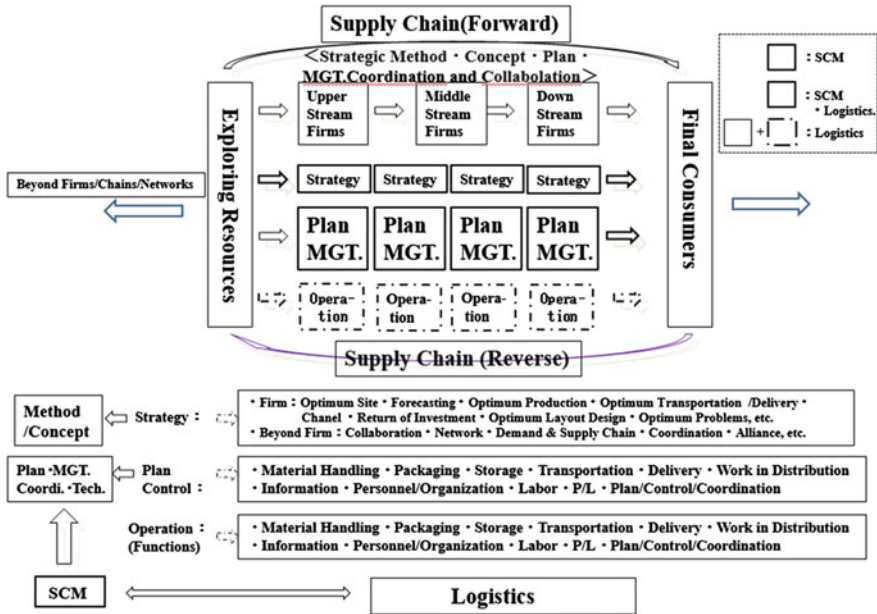 Supply Chain(Forward)
<Strategic Method・Concept・Plan・
MGT.Coordination and Collabolation>
：SCM
：SCM
・Logistics.
+
：Logistics
Exploring Resources
Upper
Stream
Firms
Middle
Stream
Firms
Down
Stream
Firms
Final Consumers
Beyond Firms/Chains/Networks
Strategy
Strategy
Strategy
Strategy
Plan
MGT.
Plan
MGT.
Plan
MGT.
Plan
MGT.
Opera-
tion
Opera-
tion
Opera-
tion
Opera-
tion
Supply Chain (Reverse)
Method
/Concept
Strategy：
・Firm：Optimum Site・Forecasting・Optimum Production・Optimum Transportation /Delivery・
Chanel・Return of Investment・Optimum Layout Design・Optimum Problems, etc.
・Beyond Firm：Collaboration・Network・Demand & Supply Chain・Coordination・Alliance, etc.
Plan・MGT.
Coordi.・Tech.
Plan
Control：
・Material Handling・Packaging・Storage・Transportation・Delivery・Work in Distribution
・Information・Personnel/Organization・Labor・P/L・Plan/Control/Coordination
Operation：
(Functions)
・Material Handling・Packaging・Storage・Transportation・Delivery・Work in Distribution
・Information・Personnel/Organization・Labor・P/L・Plan/Control/Coordination
SCM
Logistics